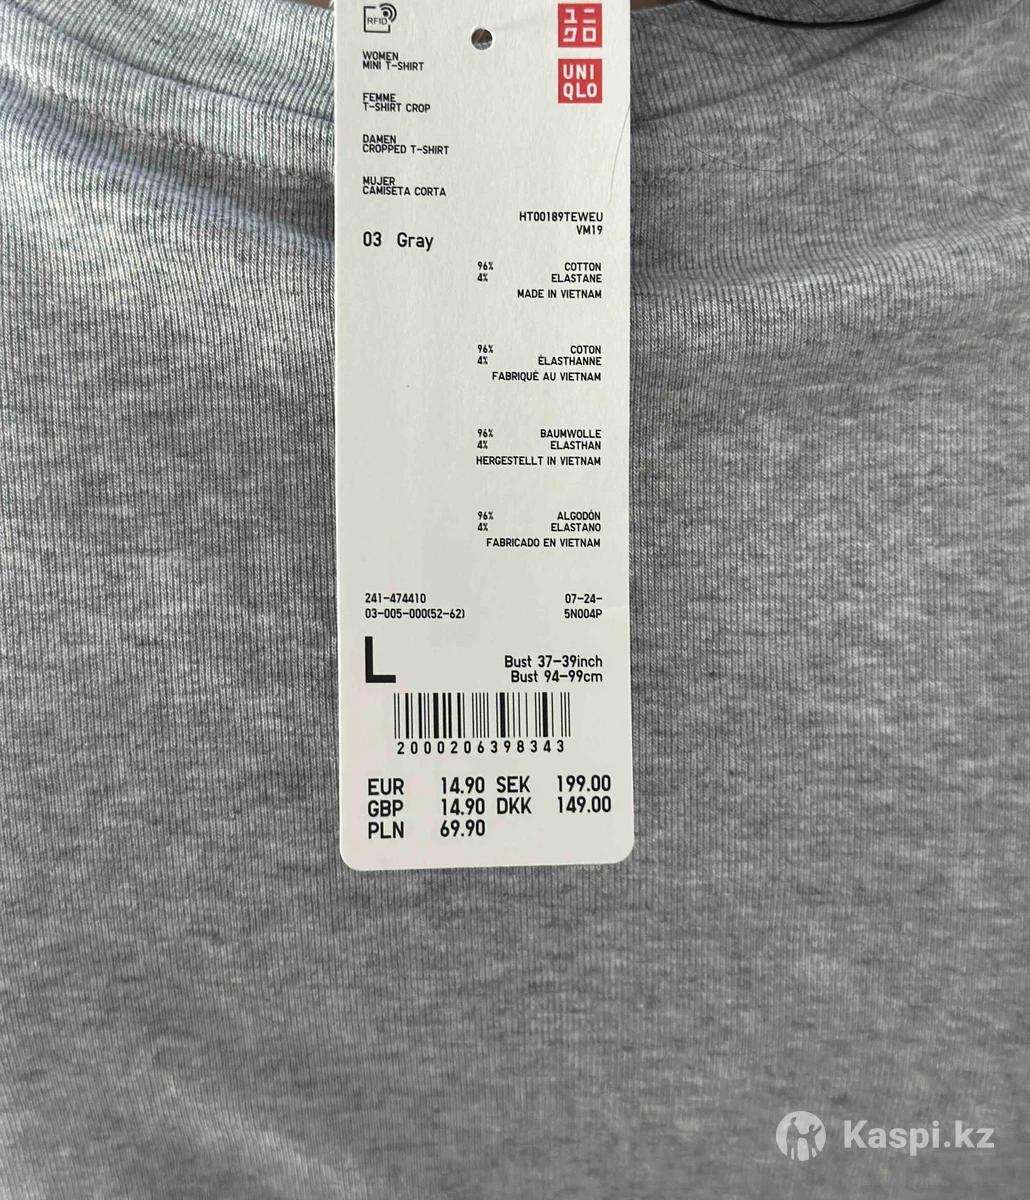 RFID
ユニ
クロ
UNI
QLO
WOMEN
MINI T-SHIRT
FEMME
T-SHIRT CROP
DAMEN
CROPPED T-SHIRT
MUJER
CAMISETA CORTA
HT00189TEWEU
VM19
03 Gray
96% COTTON
4% ELASTANE
MADE IN VIETNAM
96% COTON
4% ÉLASTHANNE
FABRIQUÉ AU VIETNAM
96% BAUMWOLLE
4% ELASTHAN
HERGESTELLT IN VIETNAM
96% ALGODÓN
4% ELASTANO
FABRICADO EN VIETNAM
241-474410 07-24-
03-005-000(52-62) 5N004P
L
Bust 37-39inch
Bust 94-99cm
2000206398343
EUR 14.90 SEK 199.00
GBP 14.90 DKK 149.00
PLN 69.90
Kaspi.kz